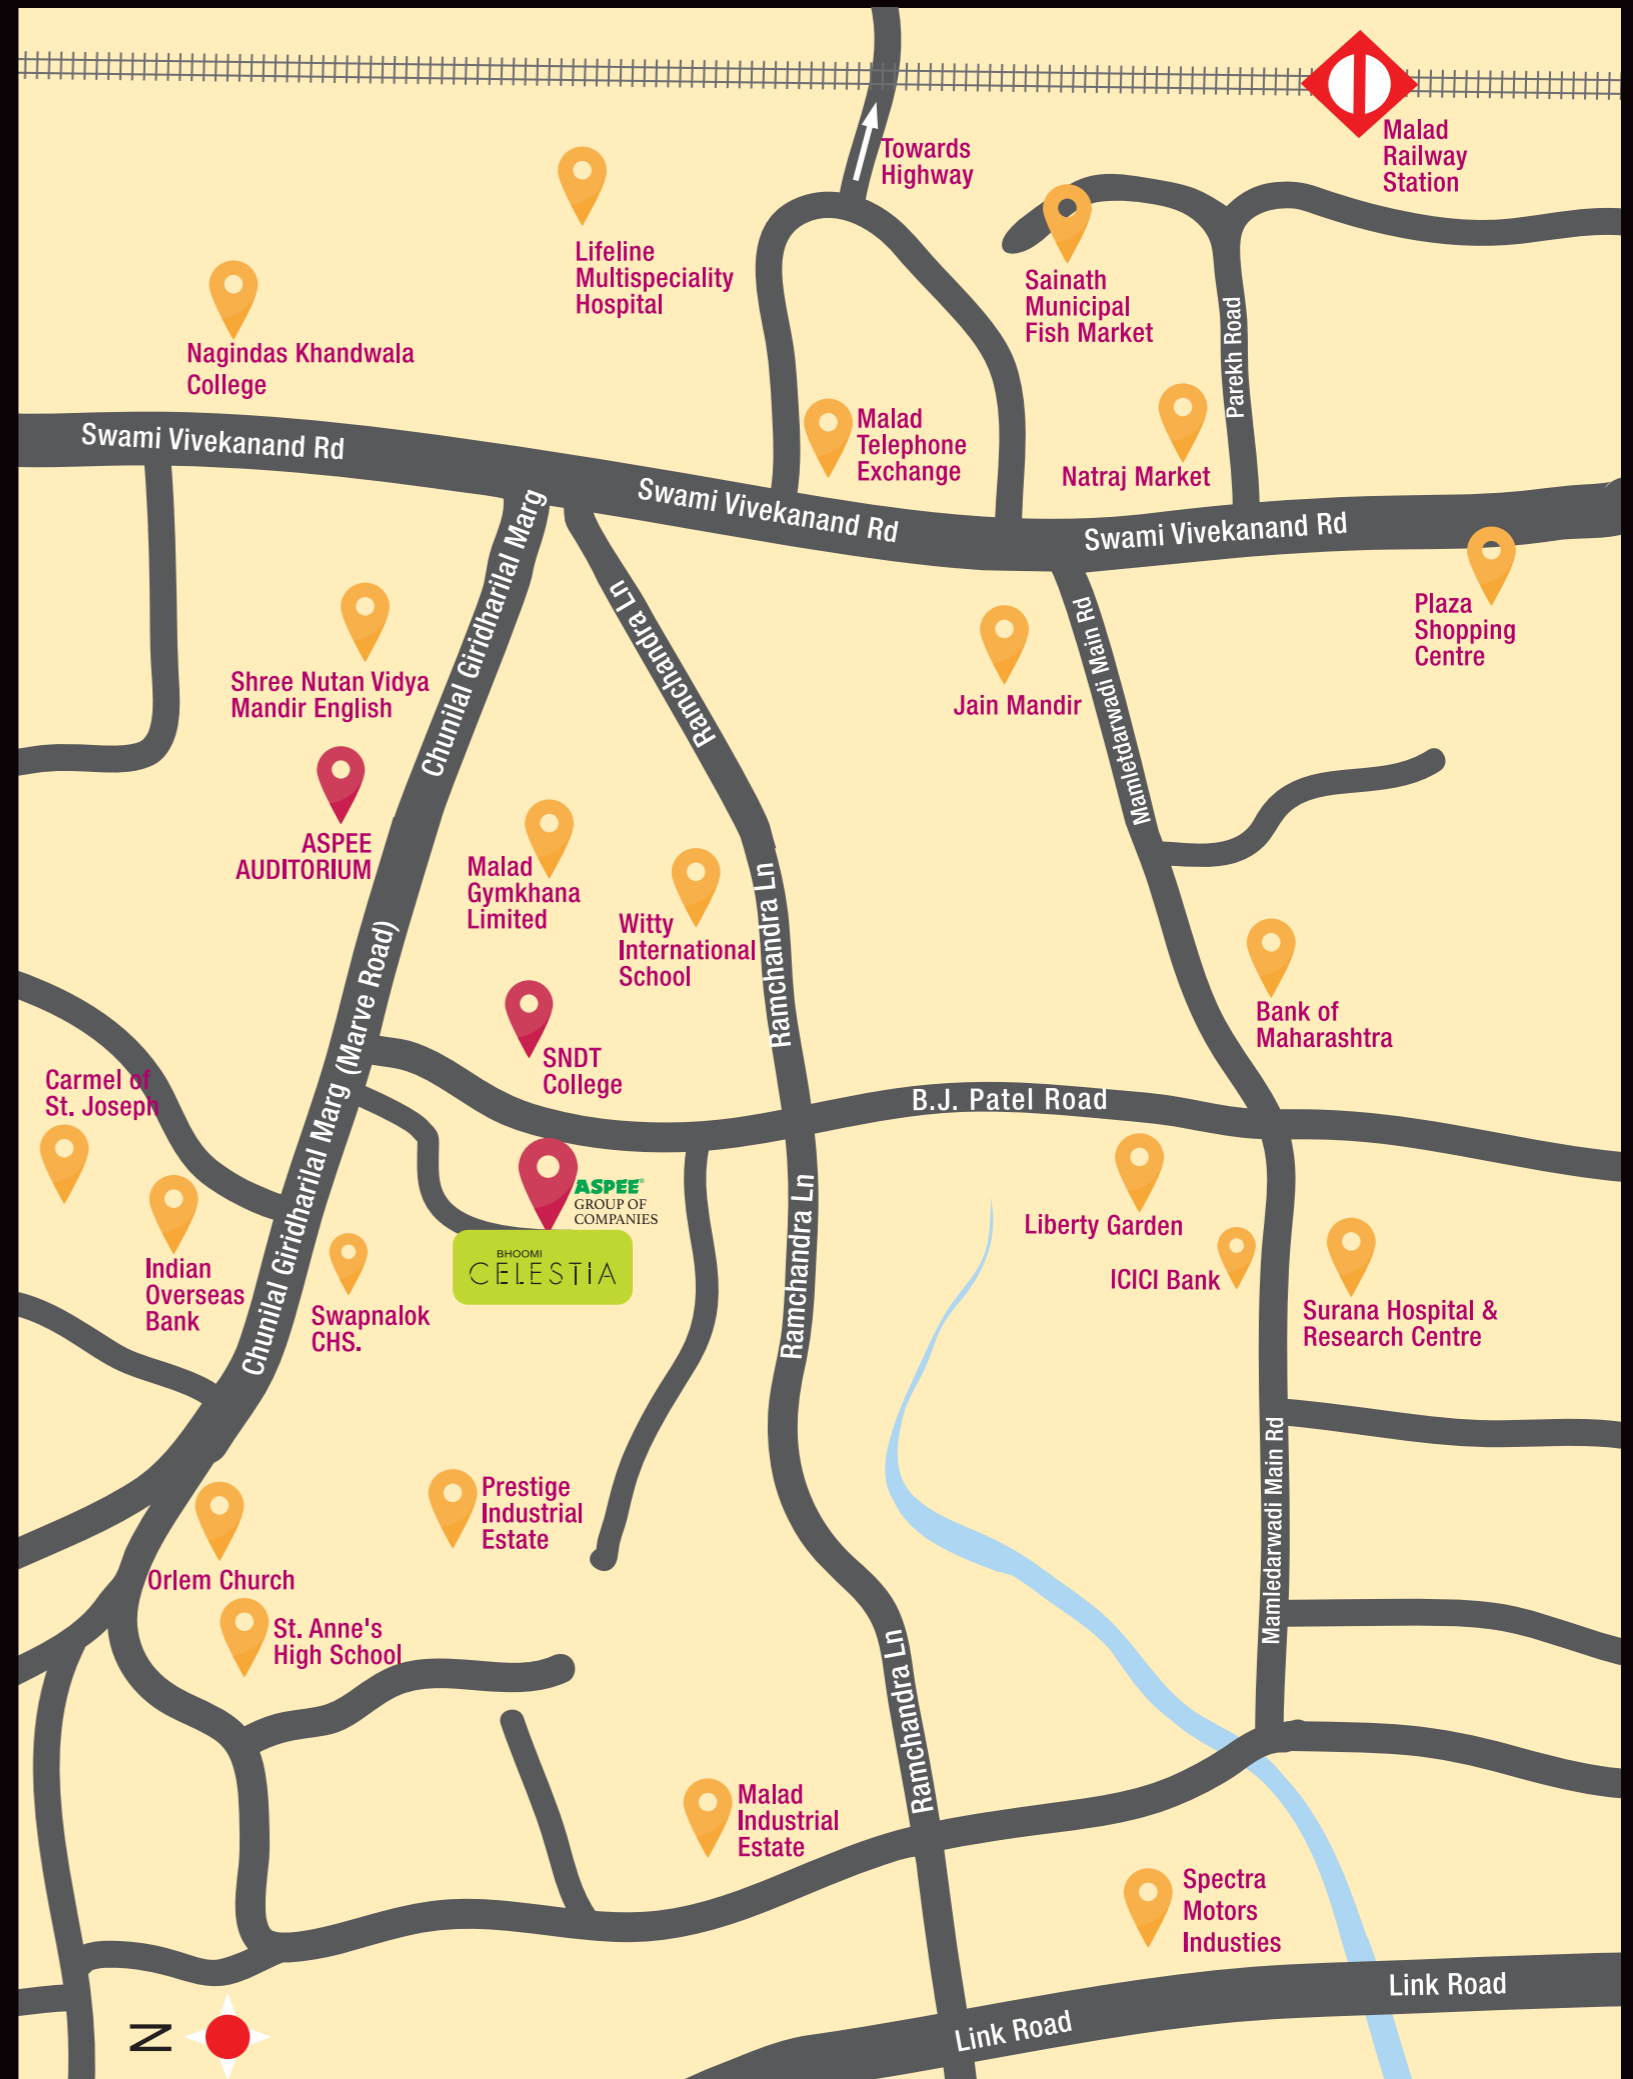 Malad
Railway
Station
Towards
Highway
Lifeline
Multispeciality
Hospital
Sainath
Municipal
Fish Market
Nagindas Khandwala
College
Parekh Road
Malad
Telephone
Exchange
Natraj Market
Swami Vivekanand Rd
Swami Vivekanand Rd
Swami Vivekanand Rd
Chunilal Giridharilal Marg
Ramchandra Ln
Mamletdarwadi Main Rd
Plaza
Shopping
Centre
Shree Nutan Vidya
Mandir English
Jain Mandir
ASPEE
AUDITORIUM
Malad
Gymkhana
Limited
Witty
International
School
Ramchandra Ln
Chunilal Giridharilal Marg (Marve Road)
SNDT
College
Bank of
Maharashtra
Carmel of
St. Joseph
B.J. Patel Road
ASPEE®
GROUP OF
COMPANIES
BHOOMI
CELESTIA
Ramchandra Ln
Liberty Garden
ICICI Bank
Surana Hospital &
Research Centre
Indian
Overseas
Bank
Swapnalok
CHS.
Prestige
Industrial
Estate
Mamledarwadi Main Rd
Orlem Church
St. Anne's
High School
Ramchandra Ln
Malad
Industrial
Estate
Spectra
Motors
Industies
Link Road
Link Road
N